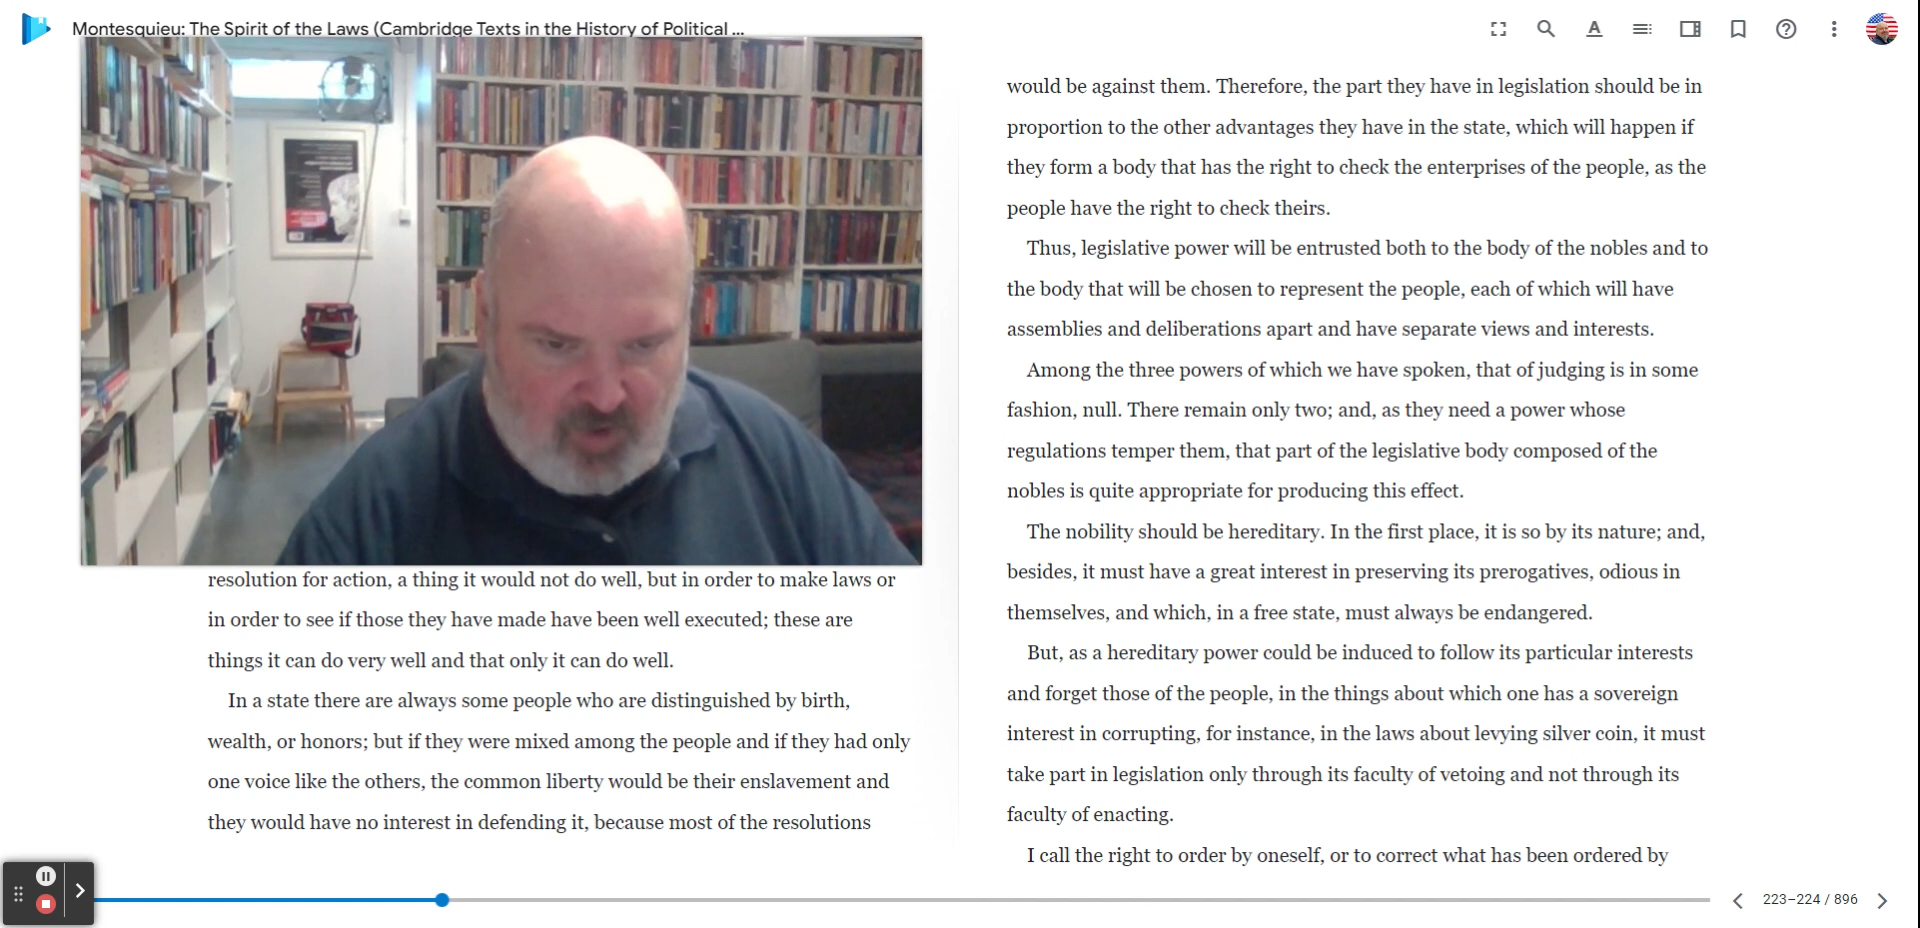 Montesquieu: The Spirit of the Laws (Cambridge Texts in the History of Political ...
resolution for action, a thing it would not do well, but in order to make laws or
in order to see if those they have made have been well executed; these are
things it can do very well and that only it can do well.
In a state there are always some people who are distinguished by birth,
wealth, or honors; but if they were mixed among the people and if they had only
one voice like the others, the common liberty would be their enslavement and
they would have no interest in defending it, because most of the resolutions
would be against them. Therefore, the part they have in legislation should be in
proportion to the other advantages they have in the state, which will happen if
they form a body that has the right to check the enterprises of the people, as the
people have the right to check theirs.
Thus, legislative power will be entrusted both to the body of the nobles and to
the body that will be chosen to represent the people, each of which will have
assemblies and deliberations apart and have separate views and interests.
Among the three powers of which we have spoken, that of judging is in some
fashion, null. There remain only two; and, as they need a power whose
regulations temper them, that part of the legislative body composed of the
nobles is quite appropriate for producing this effect.
The nobility should be hereditary. In the first place, it is so by its nature; and,
besides, it must have a great interest in preserving its prerogatives, odious in
themselves, and which, in a free state, must always be endangered.
But, as a hereditary power could be induced to follow its particular interests
and forget those of the people, in the things about which one has a sovereign
interest in corrupting, for instance, in the laws about levying silver coin, it must
take part in legislation only through its faculty of vetoing and not through its
faculty of enacting.
I call the right to order by oneself, or to correct what has been ordered by
223–224 / 896